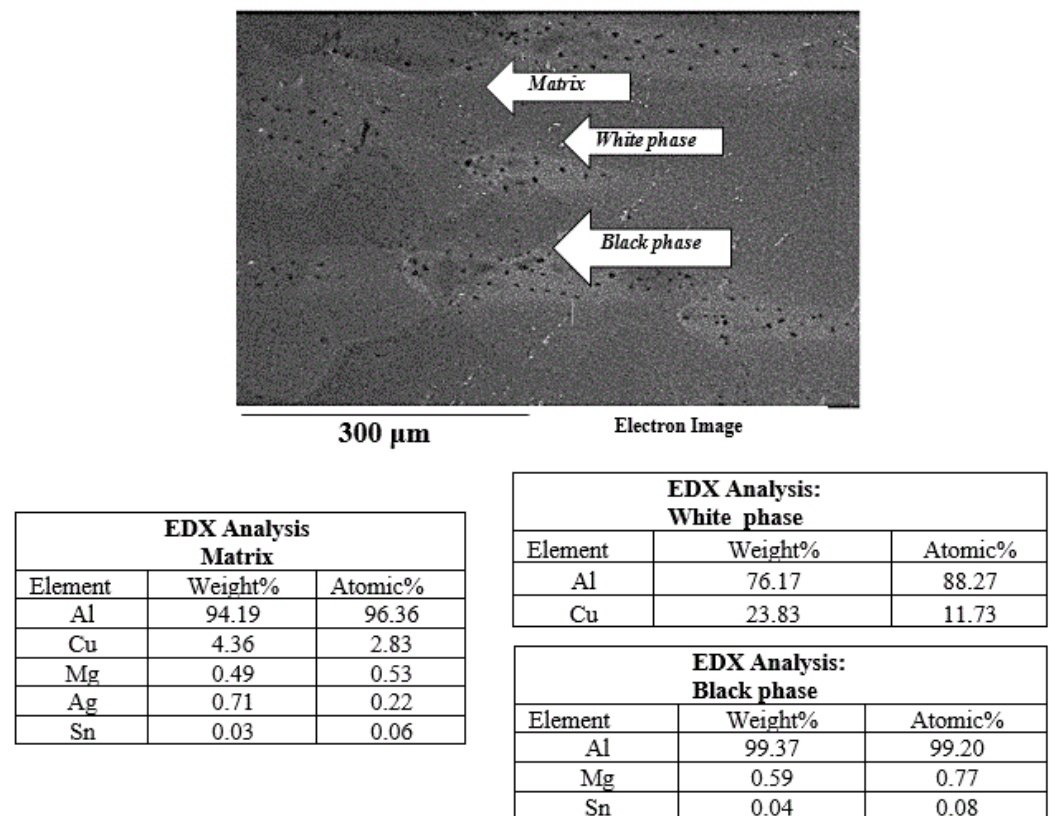 Matrix
White phase
Black phase
300 µm
Electron Image
EDX Analysis
Matrix
Element Weight% Atomic%
Al 94.19 96.36
Cu 4.36 2.83
Mg 0.49 0.53
Ag 0.71 0.22
Sn 0.03 0.06
EDX Analysis:
White phase
Element Weight% Atomic%
Al 76.17 88.27
Cu 23.83 11.73
EDX Analysis:
Black phase
Element Weight% Atomic%
Al 99.37 99.20
Mg 0.59 0.77
Sn 0.04 0.08